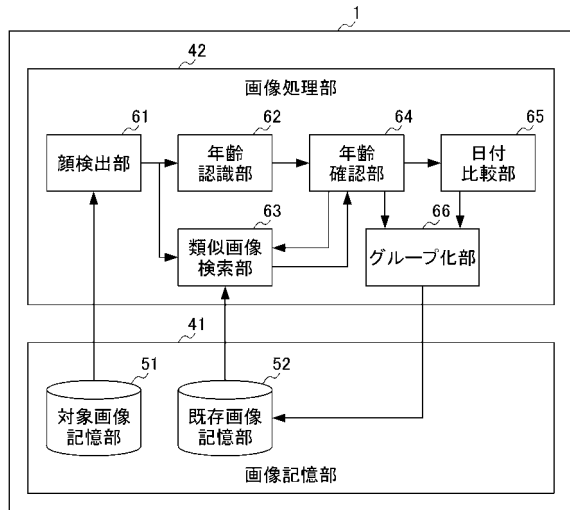 1
42
画像処理部
61
62
64
65
顔検出部
年齢
認識部
年齢
確認部
日付
比較部
63
66
類似画像
検索部
グループ化部
41
51
52
対象画像
記憶部
既存画像
記憶部
画像記憶部